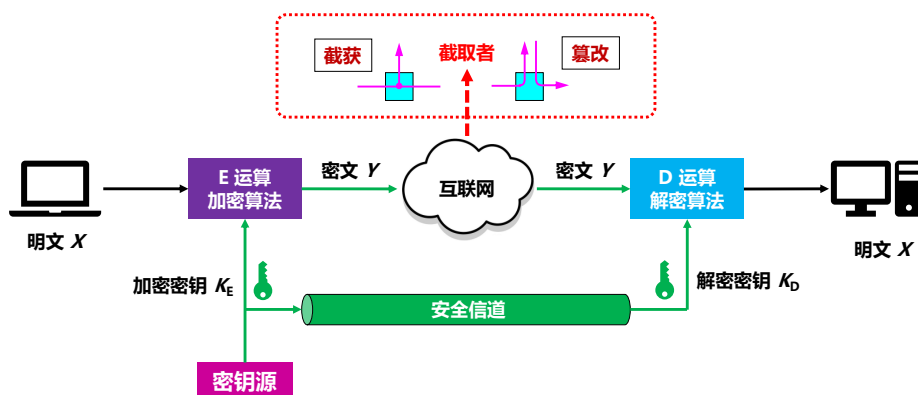 截获
截取者
篡改
E 运算
加密算法
密文 Y
互联网
密文 Y
D 运算
解密算法
明文 X
明文 X
加密密钥 KE
解密密钥 KD
安全信道
密钥源